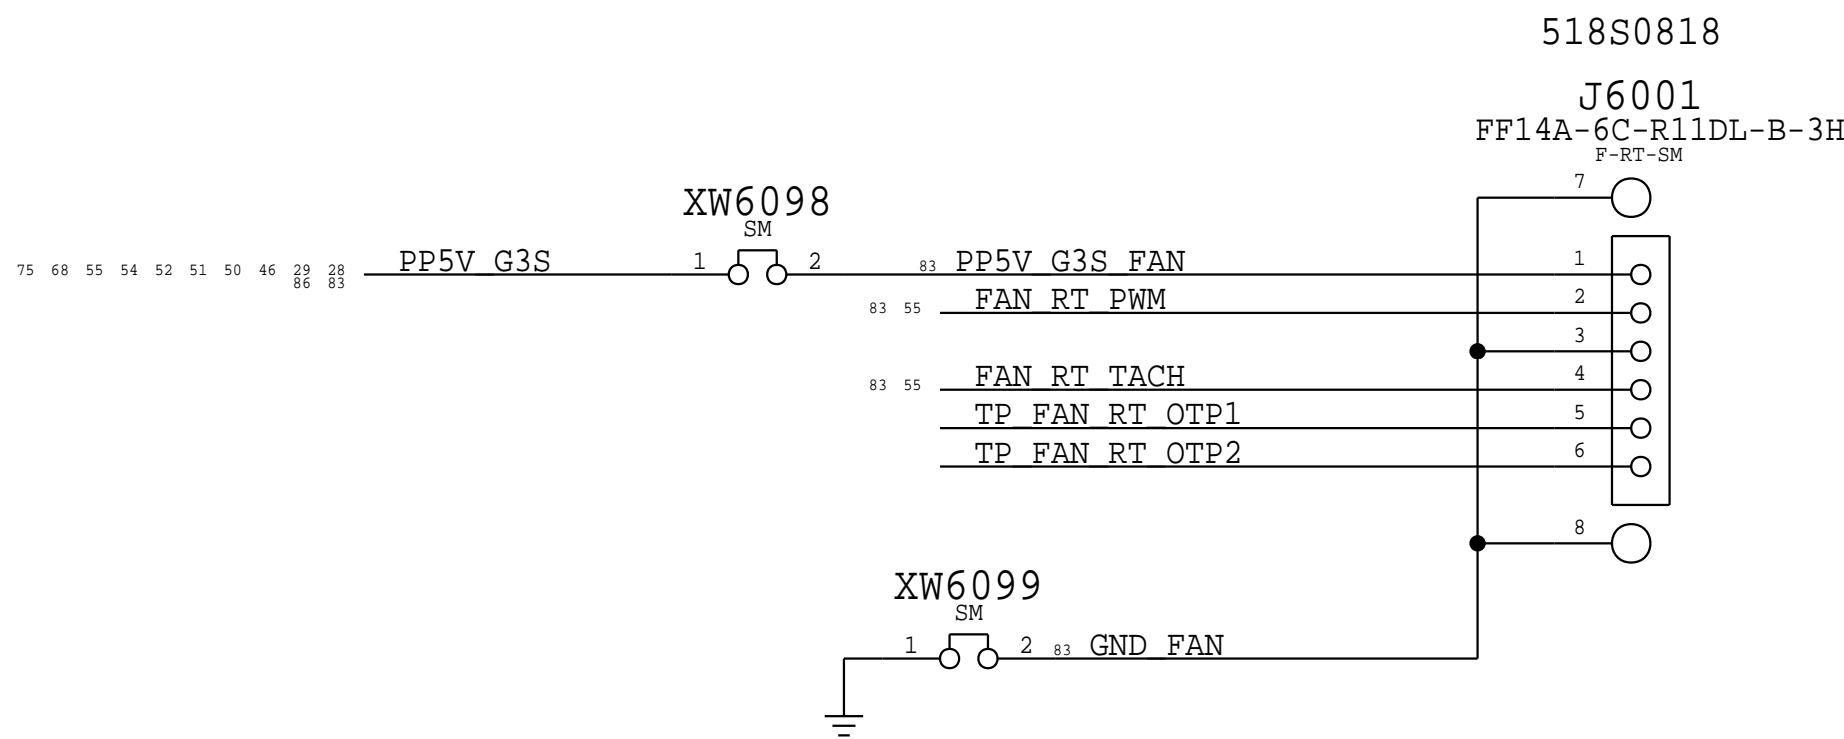 518S0818
J6001
FF14A-6C-R11DL-B-3H
F-RT-SM
7
XW6098
SM
75 68 55 54 52 51 50 46 29 28
86 83
PP5V_G3S
1
2
83 PP5V_G3S_FAN
1
83 55 FAN_RT_PWM
2
3
83 55 FAN_RT_TACH
4
TP_FAN_RT_OTP1
5
TP_FAN_RT_OTP2
6
8
XW6099
SM
1
2
83 GND_FAN